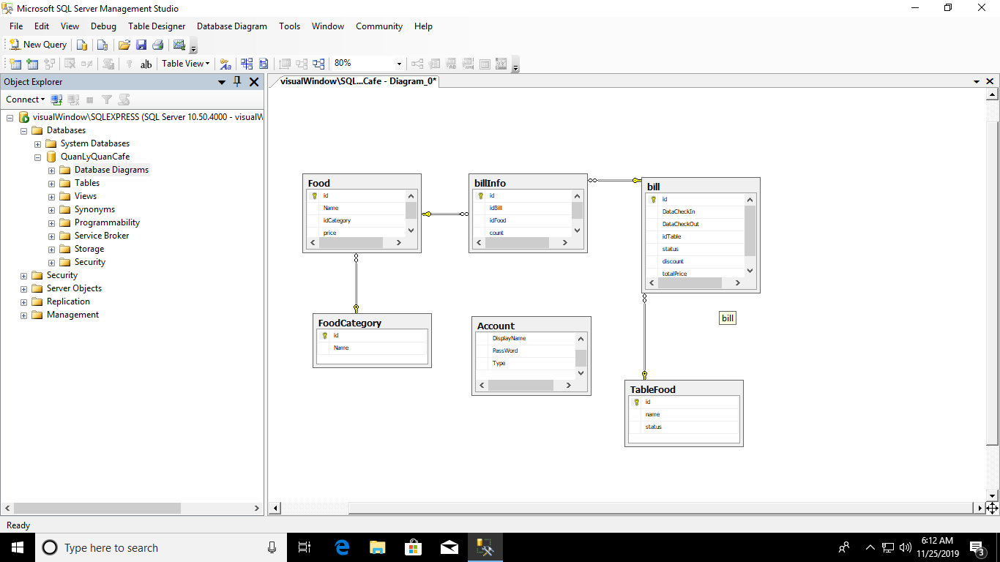 Microsoft SQL Server Management Studio
File Edit View Debug Table Designer Database Diagram Tools Window Community Help
New Query
ab| Table View 80%
Object Explorer
Connect
visualWindow\SQLEXPRESS (SQL Server 10.50.4000 - visualW
Databases
System Databases
QuanLyQuanCafe
Database Diagrams
Tables
Views
Synonyms
Programmability
Service Broker
Storage
Security
Security
Server Objects
Replication
Management
visualWindow\SQL...Cafe - Diagram_0*
Food
id
Name
idCategory
price
billInfo
id
idBill
idFood
count
bill
id
DataCheckIn
DataCheckOut
idTable
status
discount
totalPrice
FoodCategory
id
Name
Account
DisplayName
PassWord
Type
bill
TableFood
id
name
status
Ready
Type here to search
6:12 AM
11/25/2019
3